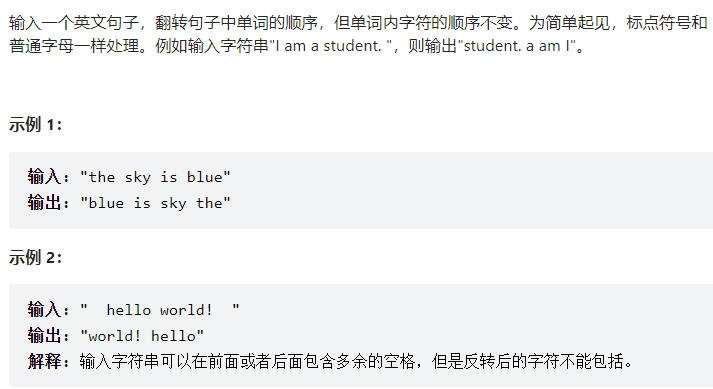 输入一个英文句子，翻转句子中单词的顺序，但单词内字符的顺序不变。为简单起见，标点符号和
普通字母一样处理。例如输入字符串"I am a student. "，则输出"student. a am I"。
示例 1：
输入: "the sky is blue"
输出: "blue is sky the"
示例 2：
输入: "  hello world!  "
输出: "world! hello"
解释: 输入字符串可以在前面或者后面包含多余的空格，但是反转后的字符不能包括。